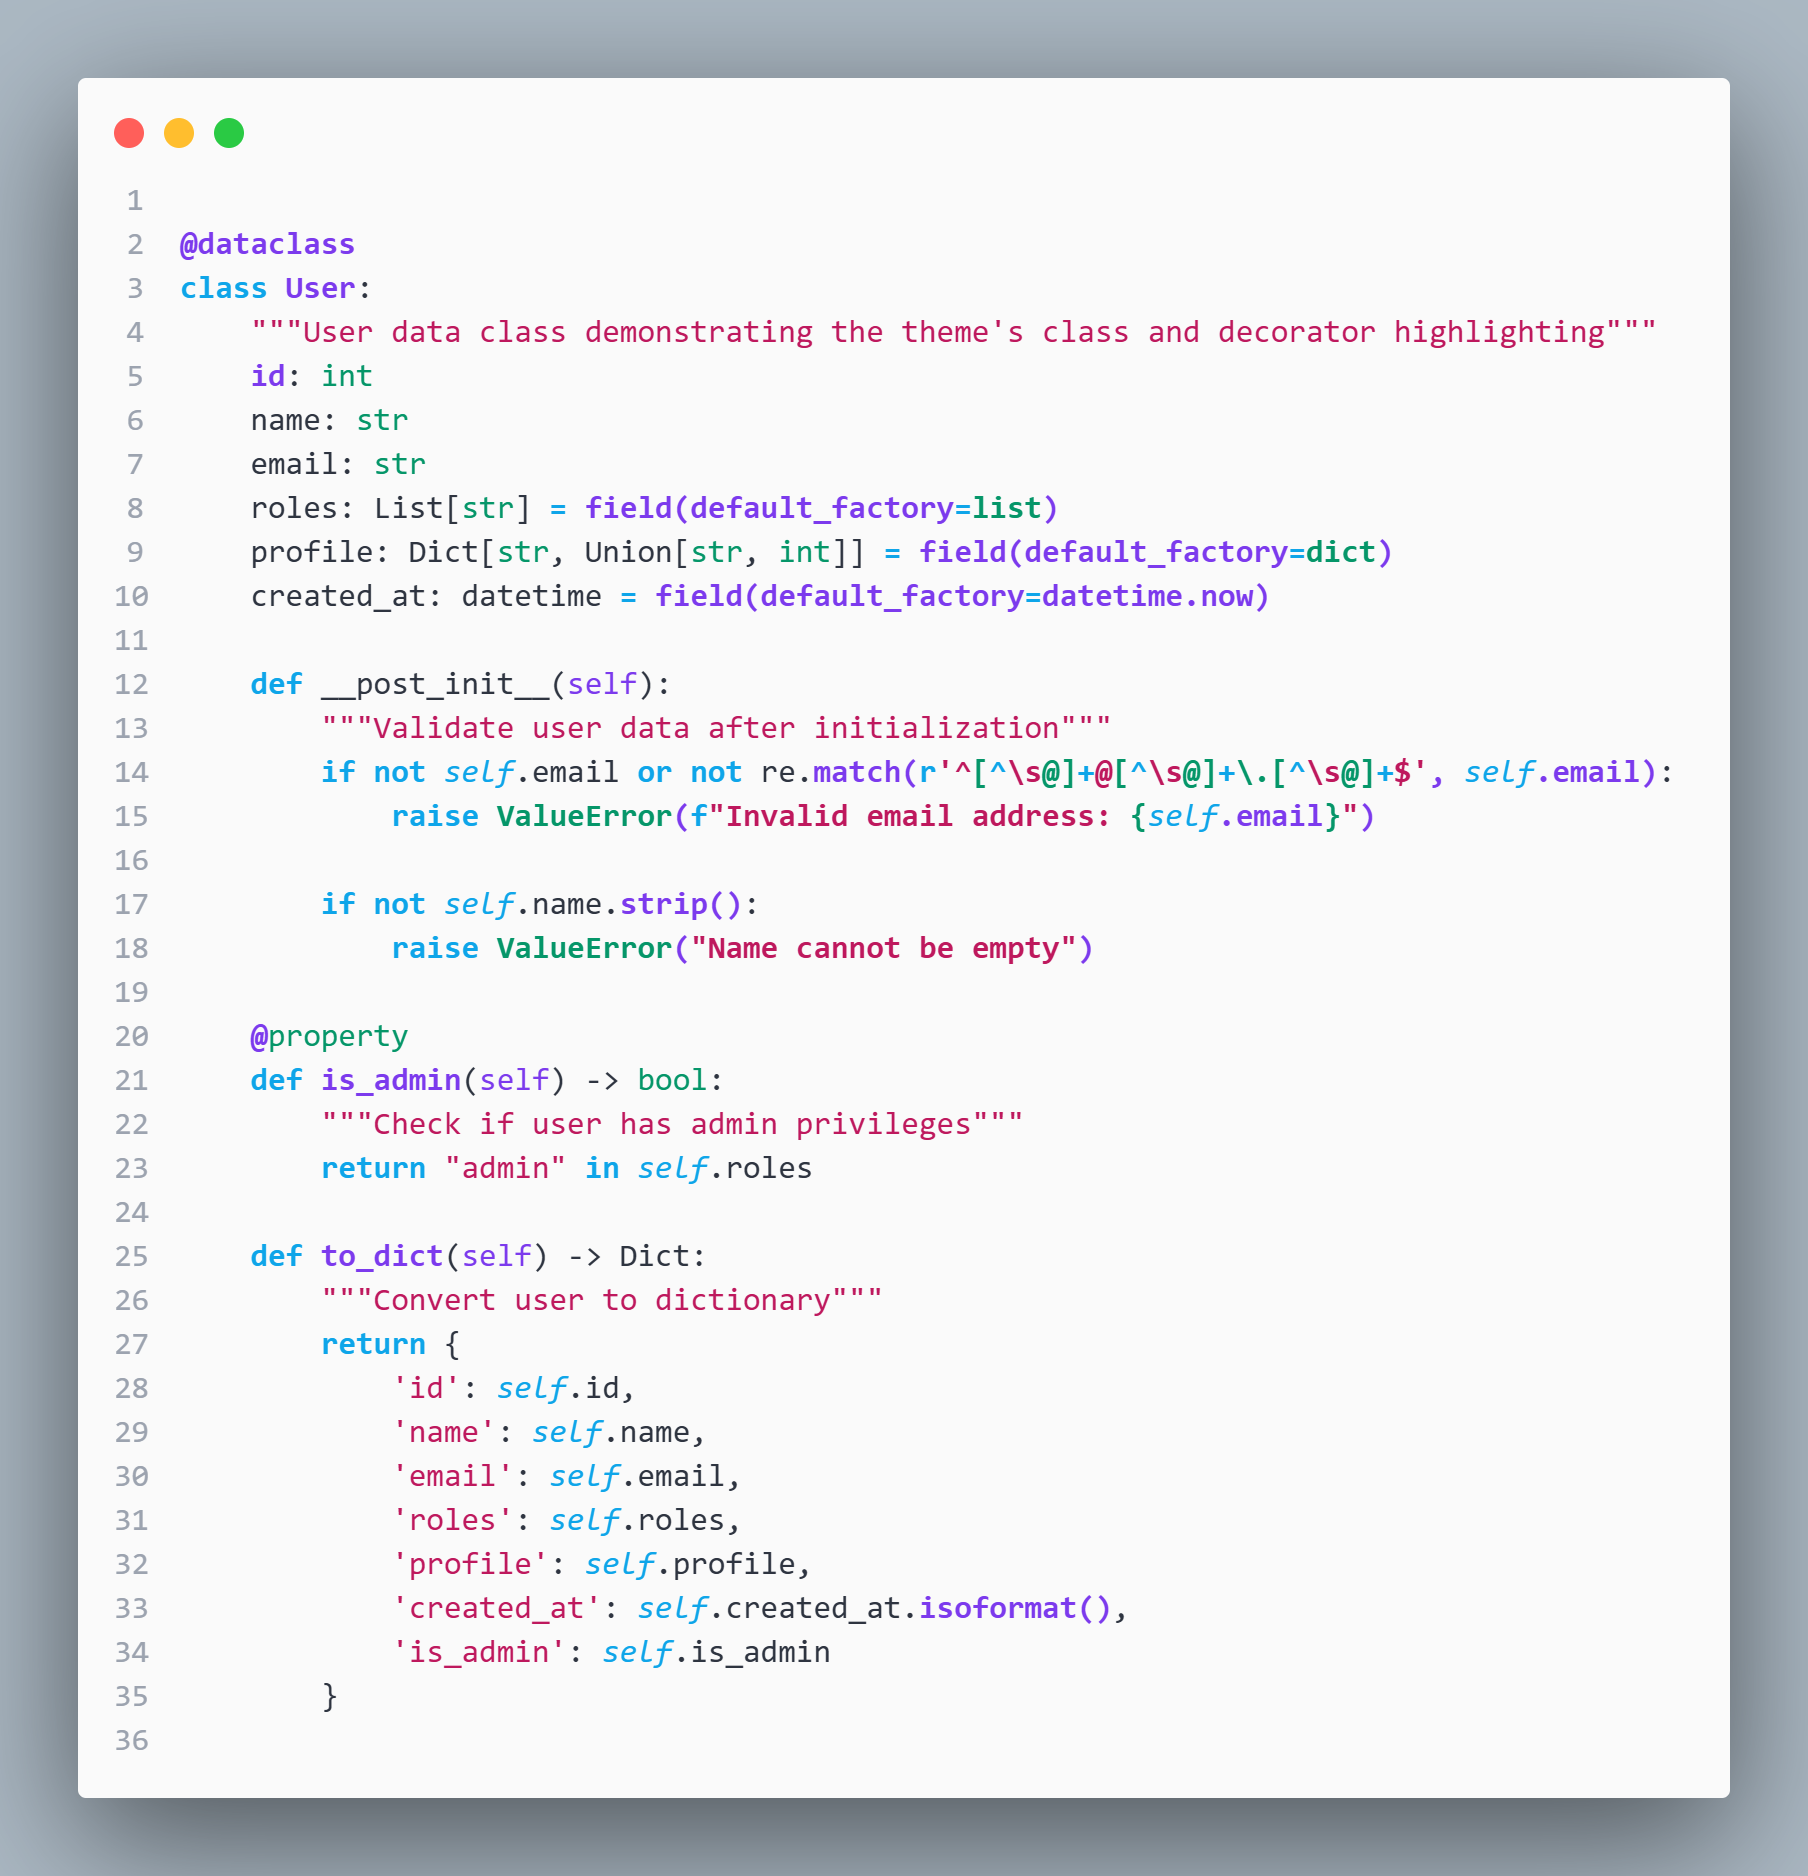 1
2 @dataclass
3 class User:
4     """User data class demonstrating the theme's class and decorator highlighting"""
5     id: int
6     name: str
7     email: str
8     roles: List[str] = field(default_factory=list)
9     profile: Dict[str, Union[str, int]] = field(default_factory=dict)
10     created_at: datetime = field(default_factory=datetime.now)
11
12     def __post_init__(self):
13         """Validate user data after initialization"""
14         if not self.email or not re.match(r'^[^\s@]+@[^\s@]+\.[^\s@]+$', self.email):
15             raise ValueError(f"Invalid email address: {self.email}")
16
17         if not self.name.strip():
18             raise ValueError("Name cannot be empty")
19
20     @property
21     def is_admin(self) -> bool:
22         """Check if user has admin privileges"""
23         return "admin" in self.roles
24
25     def to_dict(self) -> Dict:
26         """Convert user to dictionary"""
27         return {
28             'id': self.id,
29             'name': self.name,
30             'email': self.email,
31             'roles': self.roles,
32             'profile': self.profile,
33             'created_at': self.created_at.isoformat(),
34             'is_admin': self.is_admin
35         }
36